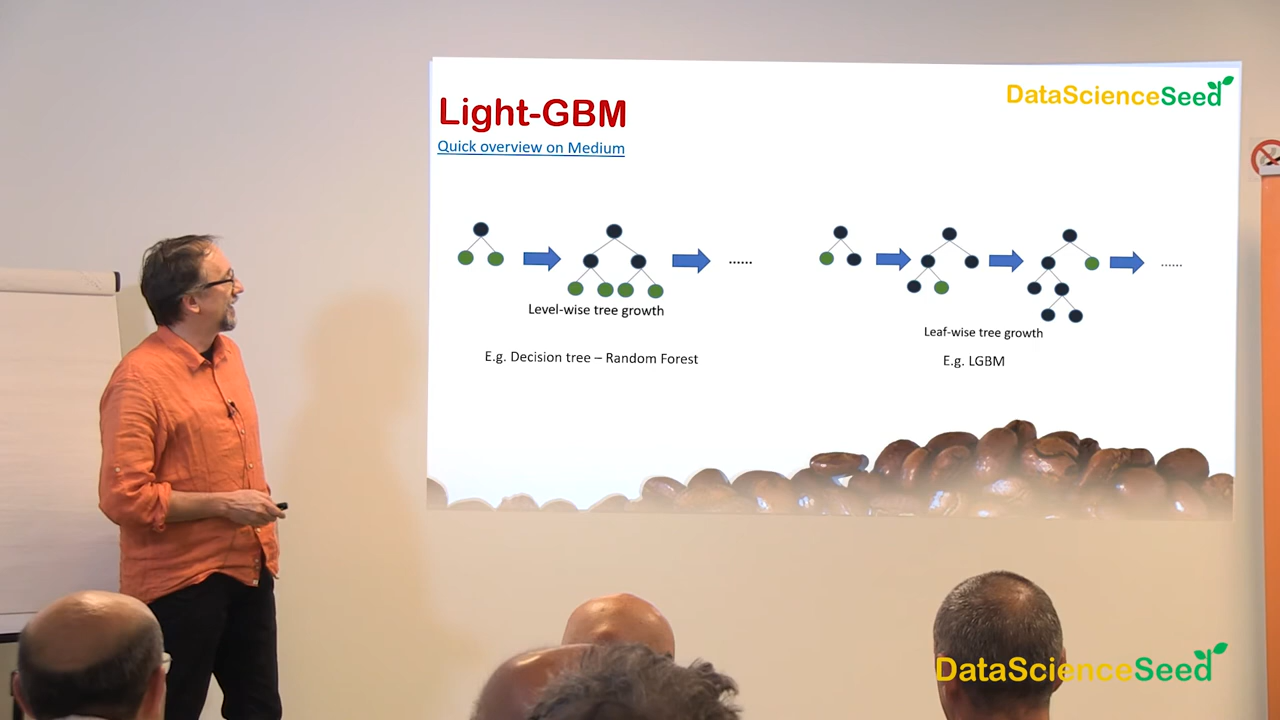 DataScienceSeed
Light-GBM
Quick overview on Medium
......
......
Level-wise tree growth
Leaf-wise tree growth
E.g. Decision tree – Random Forest
E.g. LGBM
DataScienceSeed